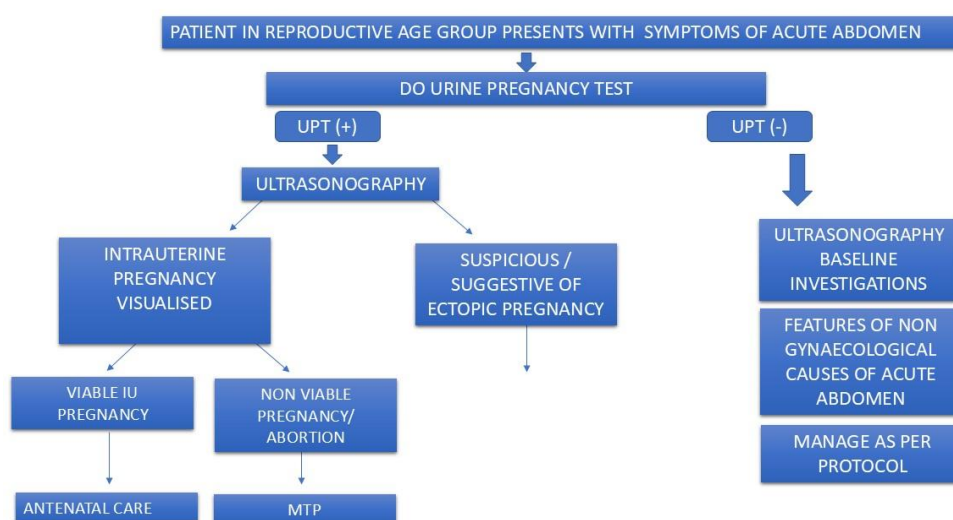 PATIENT IN REPRODUCTIVE AGE GROUP PRESENTS WITH SYMPTOMS OF ACUTE ABDOMEN
DO URINE PREGNANCY TEST
UPT (+)
UPT (-)
ULTRASONOGRAPHY
INTRAUTERINE
PREGNANCY
VISUALISED
SUSPICIOUS /
SUGGESTIVE OF
ECTOPIC PREGNANCY
ULTRASONOGRAPHY
BASELINE
INVESTIGATIONS
FEATURES OF NON
GYNAECOLOGICAL
CAUSES OF ACUTE
ABDOMEN
VIABLE IU
PREGNANCY
NON VIABLE
PREGNANCY/
ABORTION
MANAGE AS PER
PROTOCOL
ANTENATAL CARE
MTP